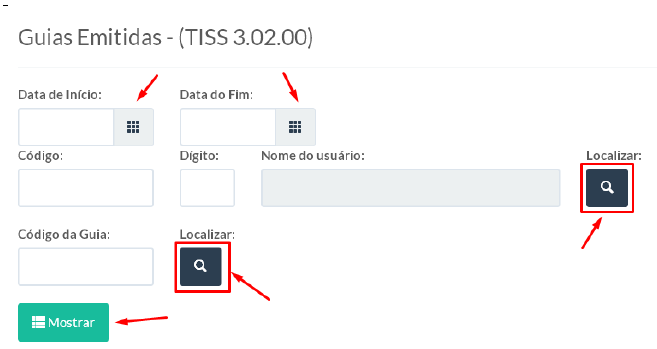 Guias Emitidas - (TISS 3.02.00)
Data de Início: Data do Fim:
Código: Dígito: Nome do usuário: Localizar:
Código da Guia: Localizar:
Mostrar